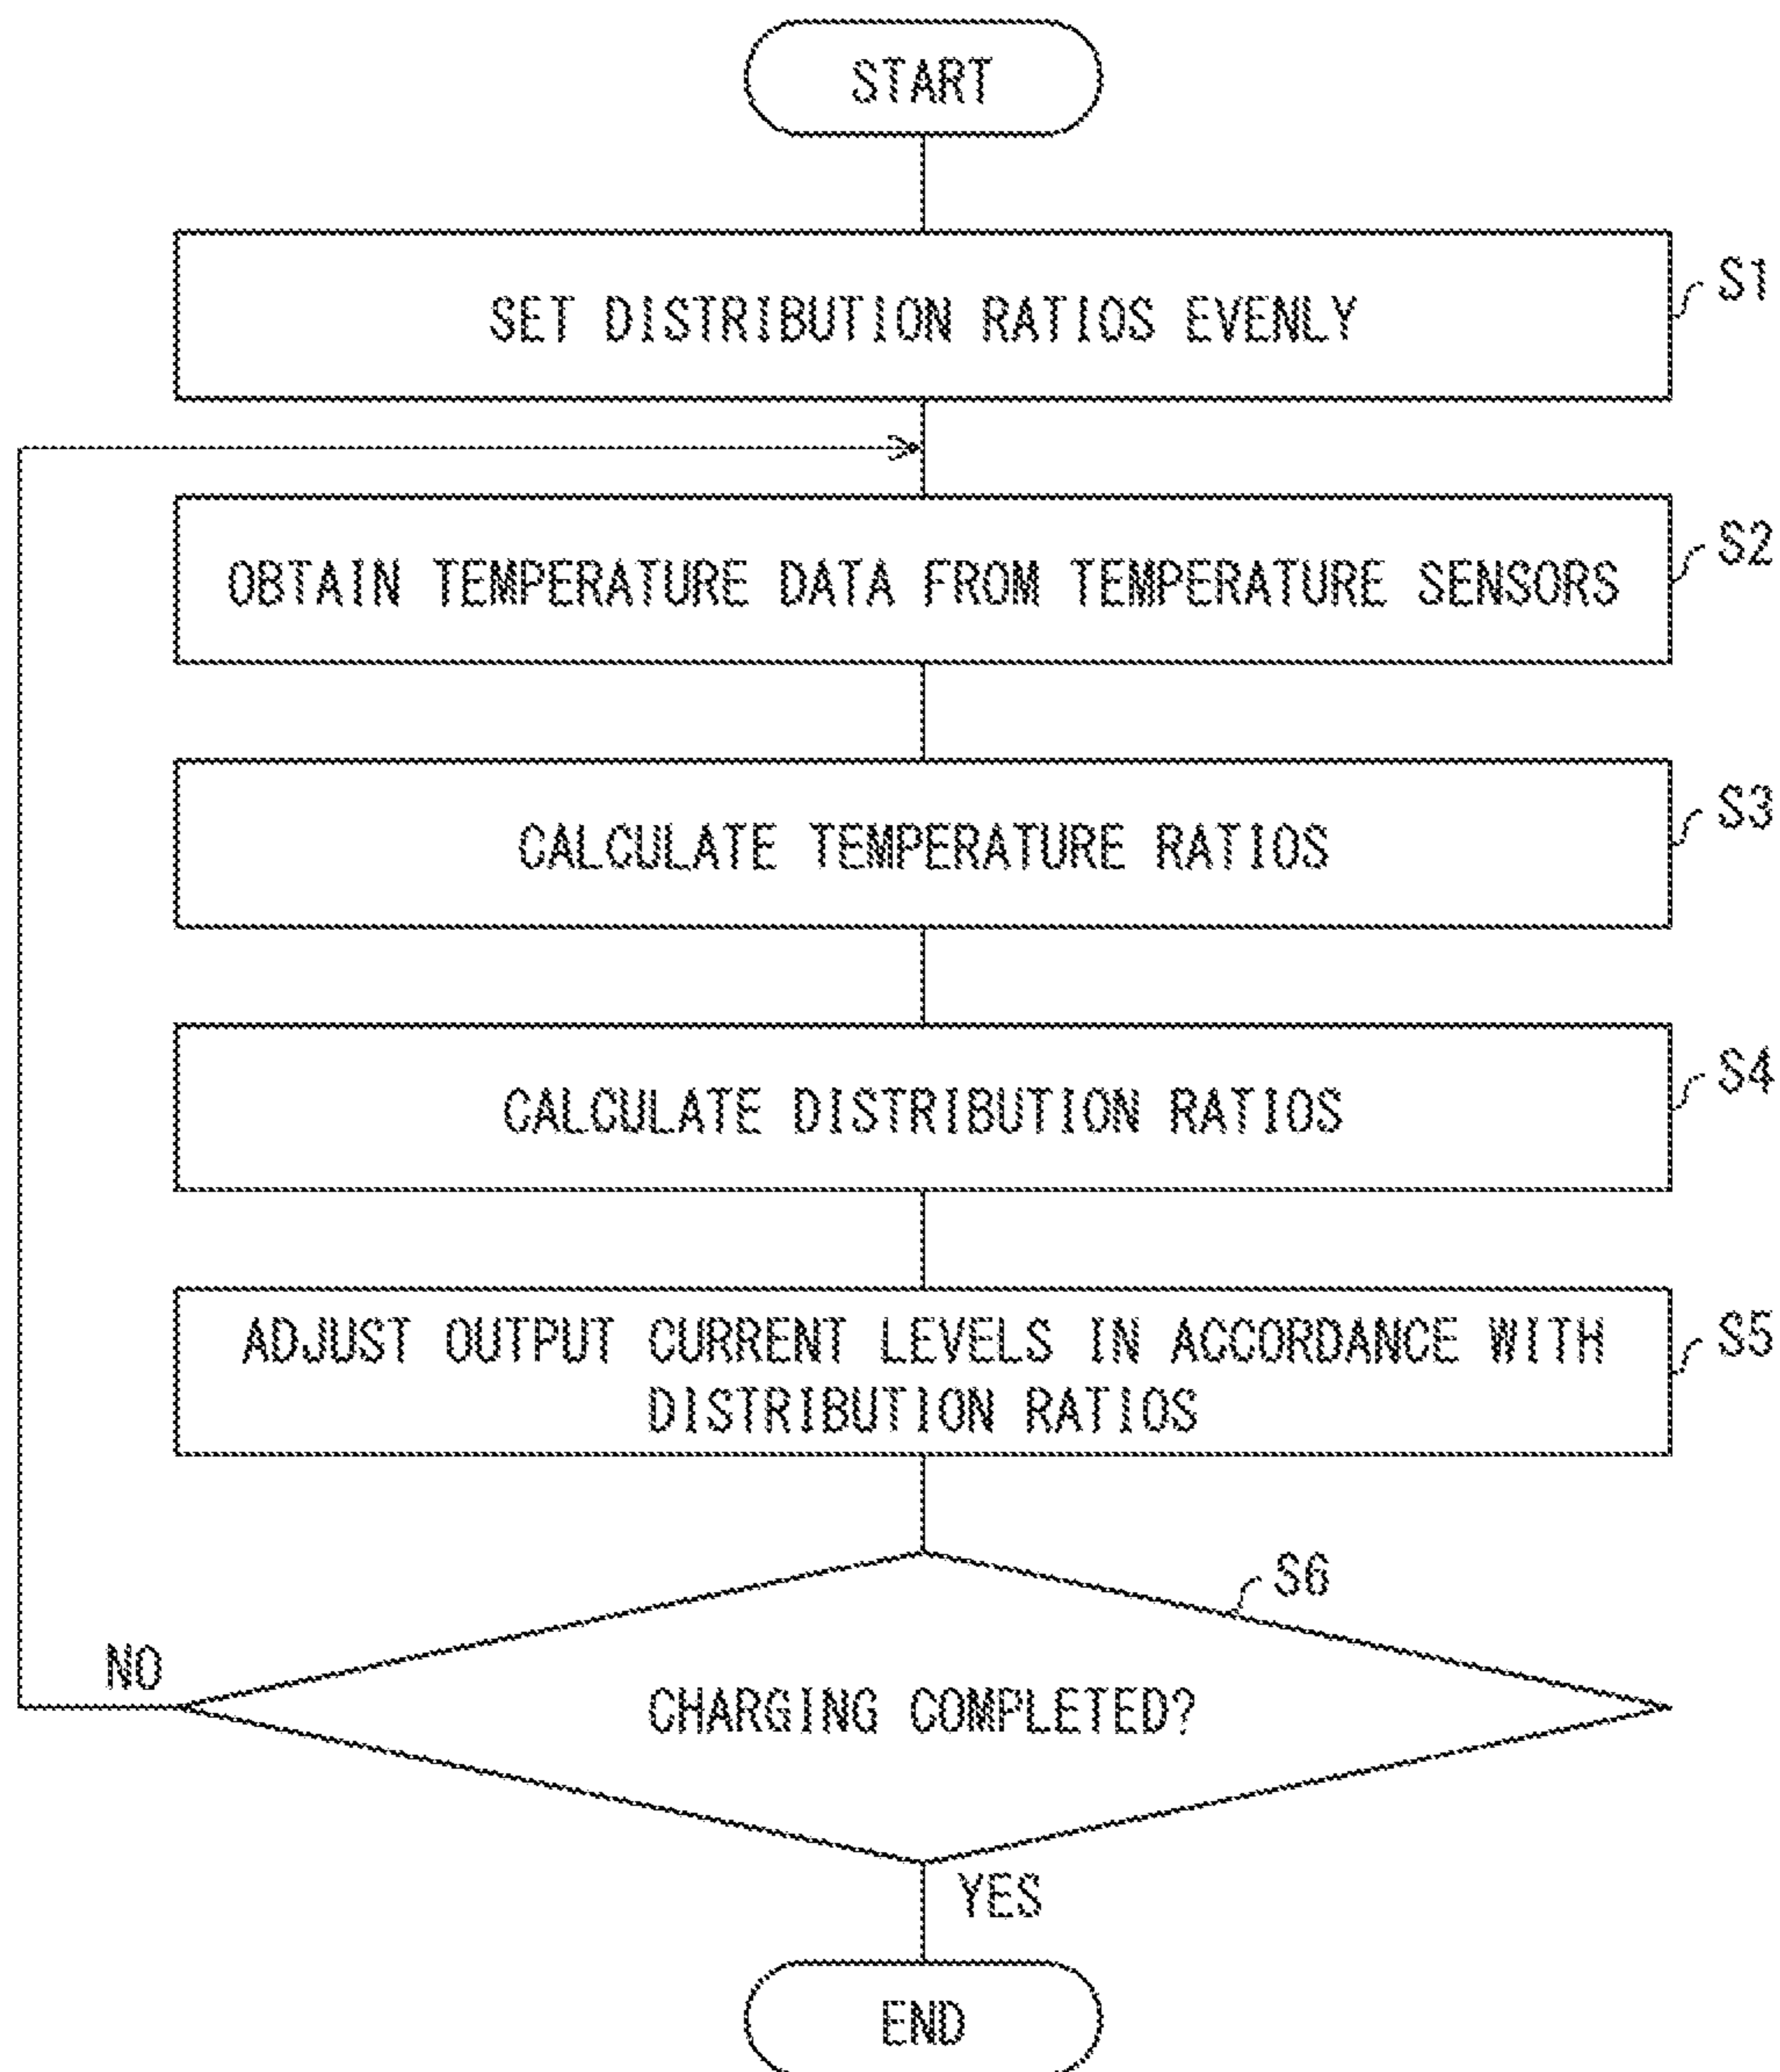 START
SET DISTRIBUTION RATIOS EVENLY
S1
OBTAIN TEMPERATURE DATA FROM TEMPERATURE SENSORS
S2
CALCULATE TEMPERATURE RATIOS
S3
CALCULATE DISTRIBUTION RATIOS
S4
ADJUST OUTPUT CURRENT LEVELS IN ACCORDANCE WITH
DISTRIBUTION RATIOS
S5
S6
NO
CHARGING COMPLETED?
YES
END